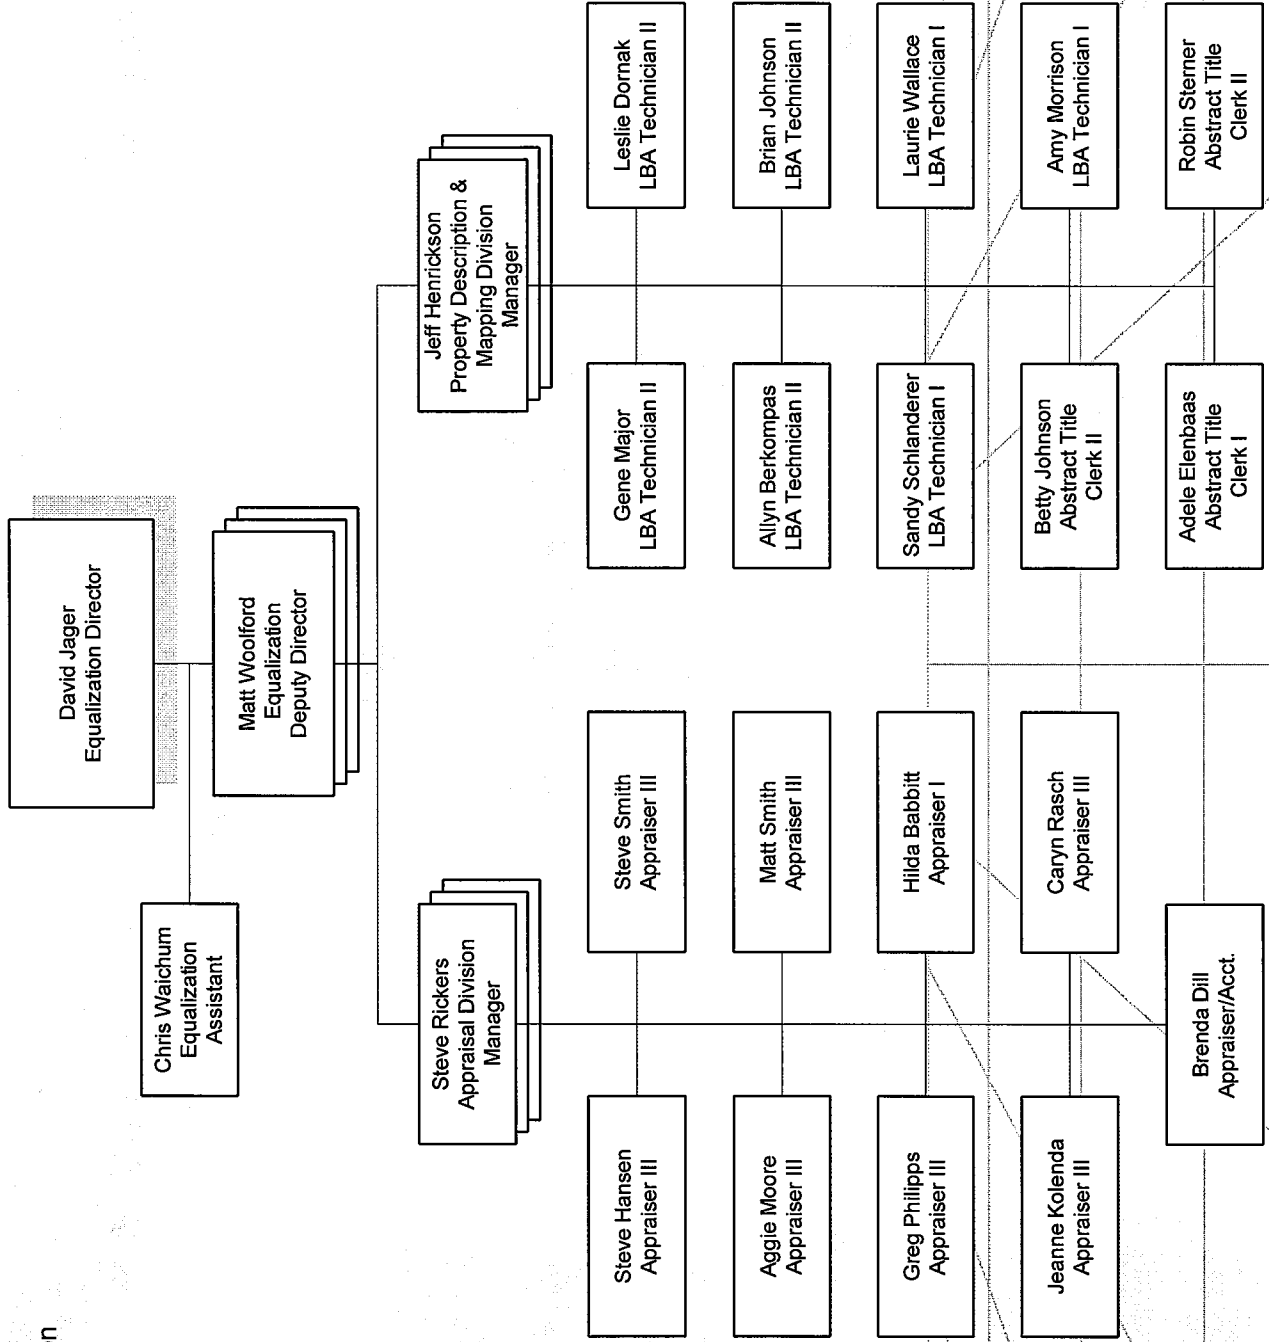 n
David Jager
Equalization Director
Chris Waichum
Equalization
Assistant
Matt Woolford
Equalization
Deputy Director
Steve Rickers
Appraisal Division
Manager
Jeff Henrickson
Property Description &
Mapping Division
Manager
Steve Hansen
Appraiser III
Steve Smith
Appraiser III
Gene Major
LBA Technician II
Leslie Dornak
LBA Technician II
Aggie Moore
Appraiser III
Matt Smith
Appraiser III
Allyn Berkompas
LBA Technician II
Brian Johnson
LBA Technician II
Greg Philipps
Appraiser III
Hilda Babbitt
Appraiser I
Sandy Schlanderer
LBA Technician I
Laurie Wallace
LBA Technician I
Jeanne Kolenda
Appraiser III
Caryn Rasch
Appraiser III
Betty Johnson
Abstract Title
Clerk II
Amy Morrison
LBA Technician I
Brenda Dill
Appraiser/Acct.
Adele Elenbaas
Abstract Title
Clerk I
Robin Sterner
Abstract Title
Clerk II